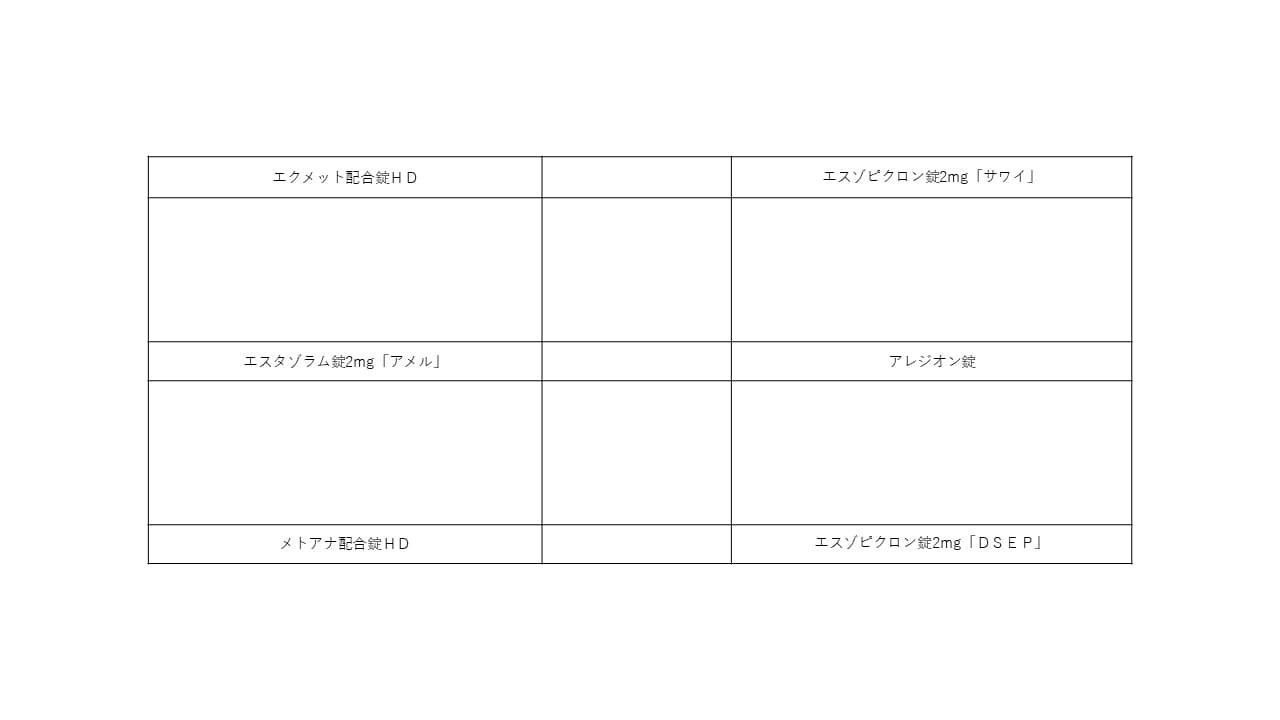 エクメット配合錠ＨＤ
エスゾピクロン錠2mg「サワイ」
エスタゾラム錠2mg「アメル」
アレジオン錠
メトアナ配合錠ＨＤ
エスゾピクロン錠2mg「ＤＳＥＰ」